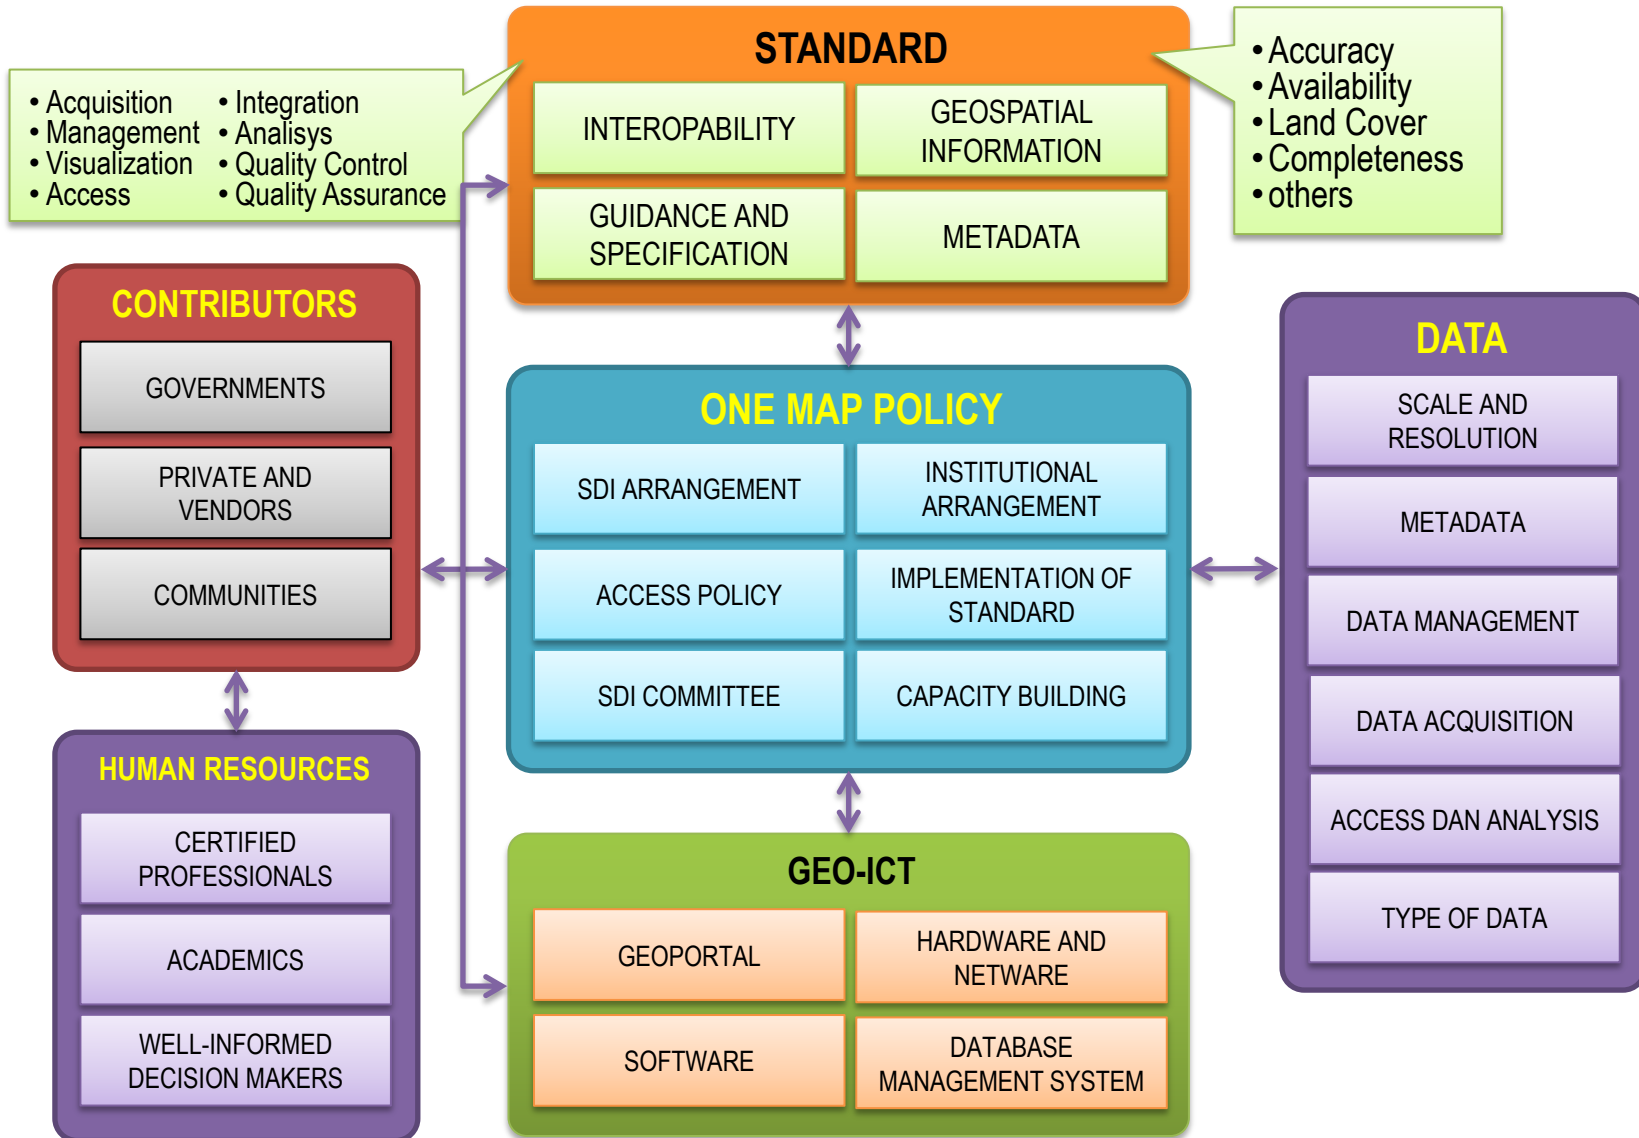 STANDARD
INTEROPABILITY
GEOSPATIAL
INFORMATION
GUIDANCE AND
SPECIFICATION
METADATA
• Acquisition
• Management
• Visualization
• Access
• Integration
• Analisys
• Quality Control
• Quality Assurance
• Accuracy
• Availability
• Land Cover
• Completeness
• others
CONTRIBUTORS
GOVERNMENTS
PRIVATE AND
VENDORS
COMMUNITIES
ONE MAP POLICY
SDI ARRANGEMENT
INSTITUTIONAL
ARRANGEMENT
ACCESS POLICY
IMPLEMENTATION OF
STANDARD
SDI COMMITTEE
CAPACITY BUILDING
DATA
SCALE AND
RESOLUTION
METADATA
DATA MANAGEMENT
DATA ACQUISITION
ACCESS DAN ANALYSIS
TYPE OF DATA
HUMAN RESOURCES
CERTIFIED
PROFESSIONALS
ACADEMICS
WELL-INFORMED
DECISION MAKERS
GEO-ICT
GEOPORTAL
HARDWARE AND
NETWARE
SOFTWARE
DATABASE
MANAGEMENT SYSTEM